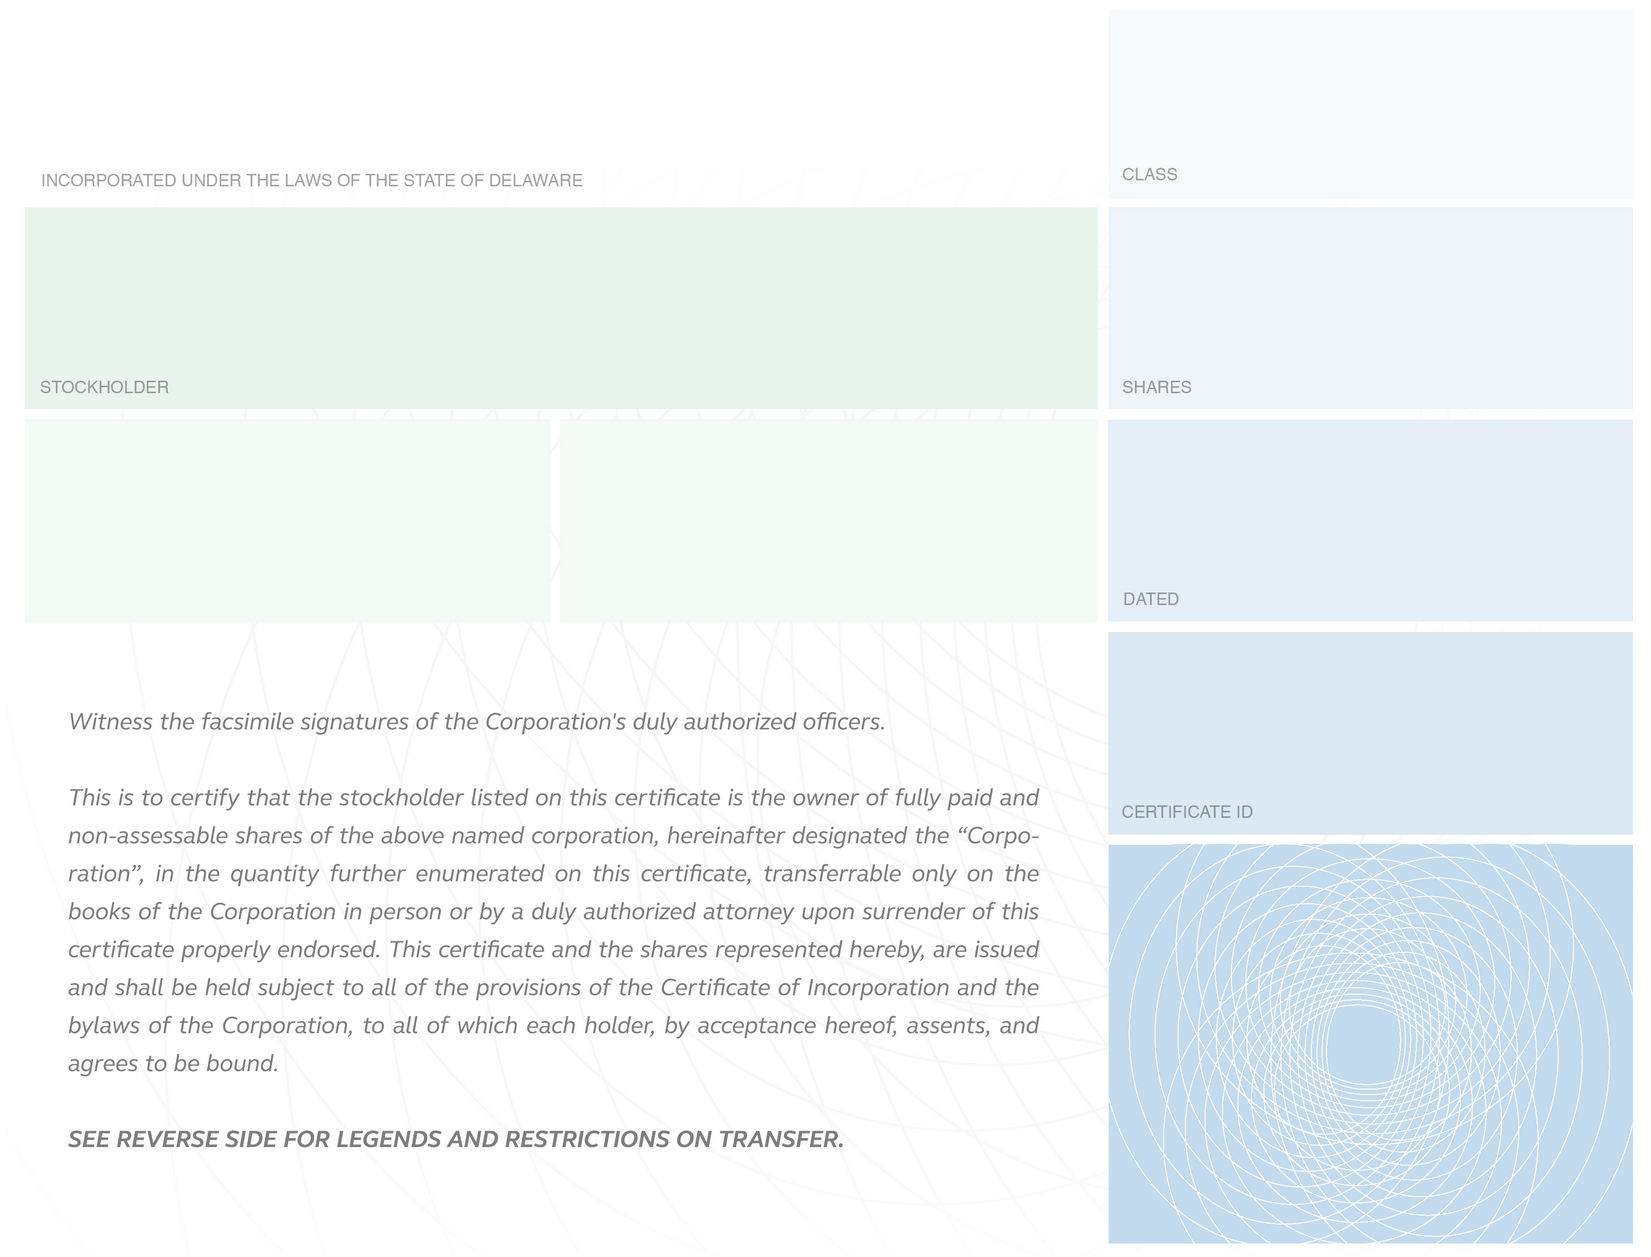 INCORPORATED UNDER THE LAWS OF THE STATE OF DELAWARE
CLASS
STOCKHOLDER
SHARES
DATED
CERTIFICATE ID
Witness the facsimile signatures of the Corporation's duly authorized officers.
This is to certify that the stockholder listed on this certificate is the owner of fully paid and
non-assessable shares of the above named corporation, hereinafter designated the “Corpo-
ration”, in the quantity further enumerated on this certificate, transferrable only on the
books of the Corporation in person or by a duly authorized attorney upon surrender of this
certificate properly endorsed. This certificate and the shares represented hereby, are issued
and shall be held subject to all of the provisions of the Certificate of Incorporation and the
bylaws of the Corporation, to all of which each holder, by acceptance hereof, assents, and
agrees to be bound.
SEE REVERSE SIDE FOR LEGENDS AND RESTRICTIONS ON TRANSFER.